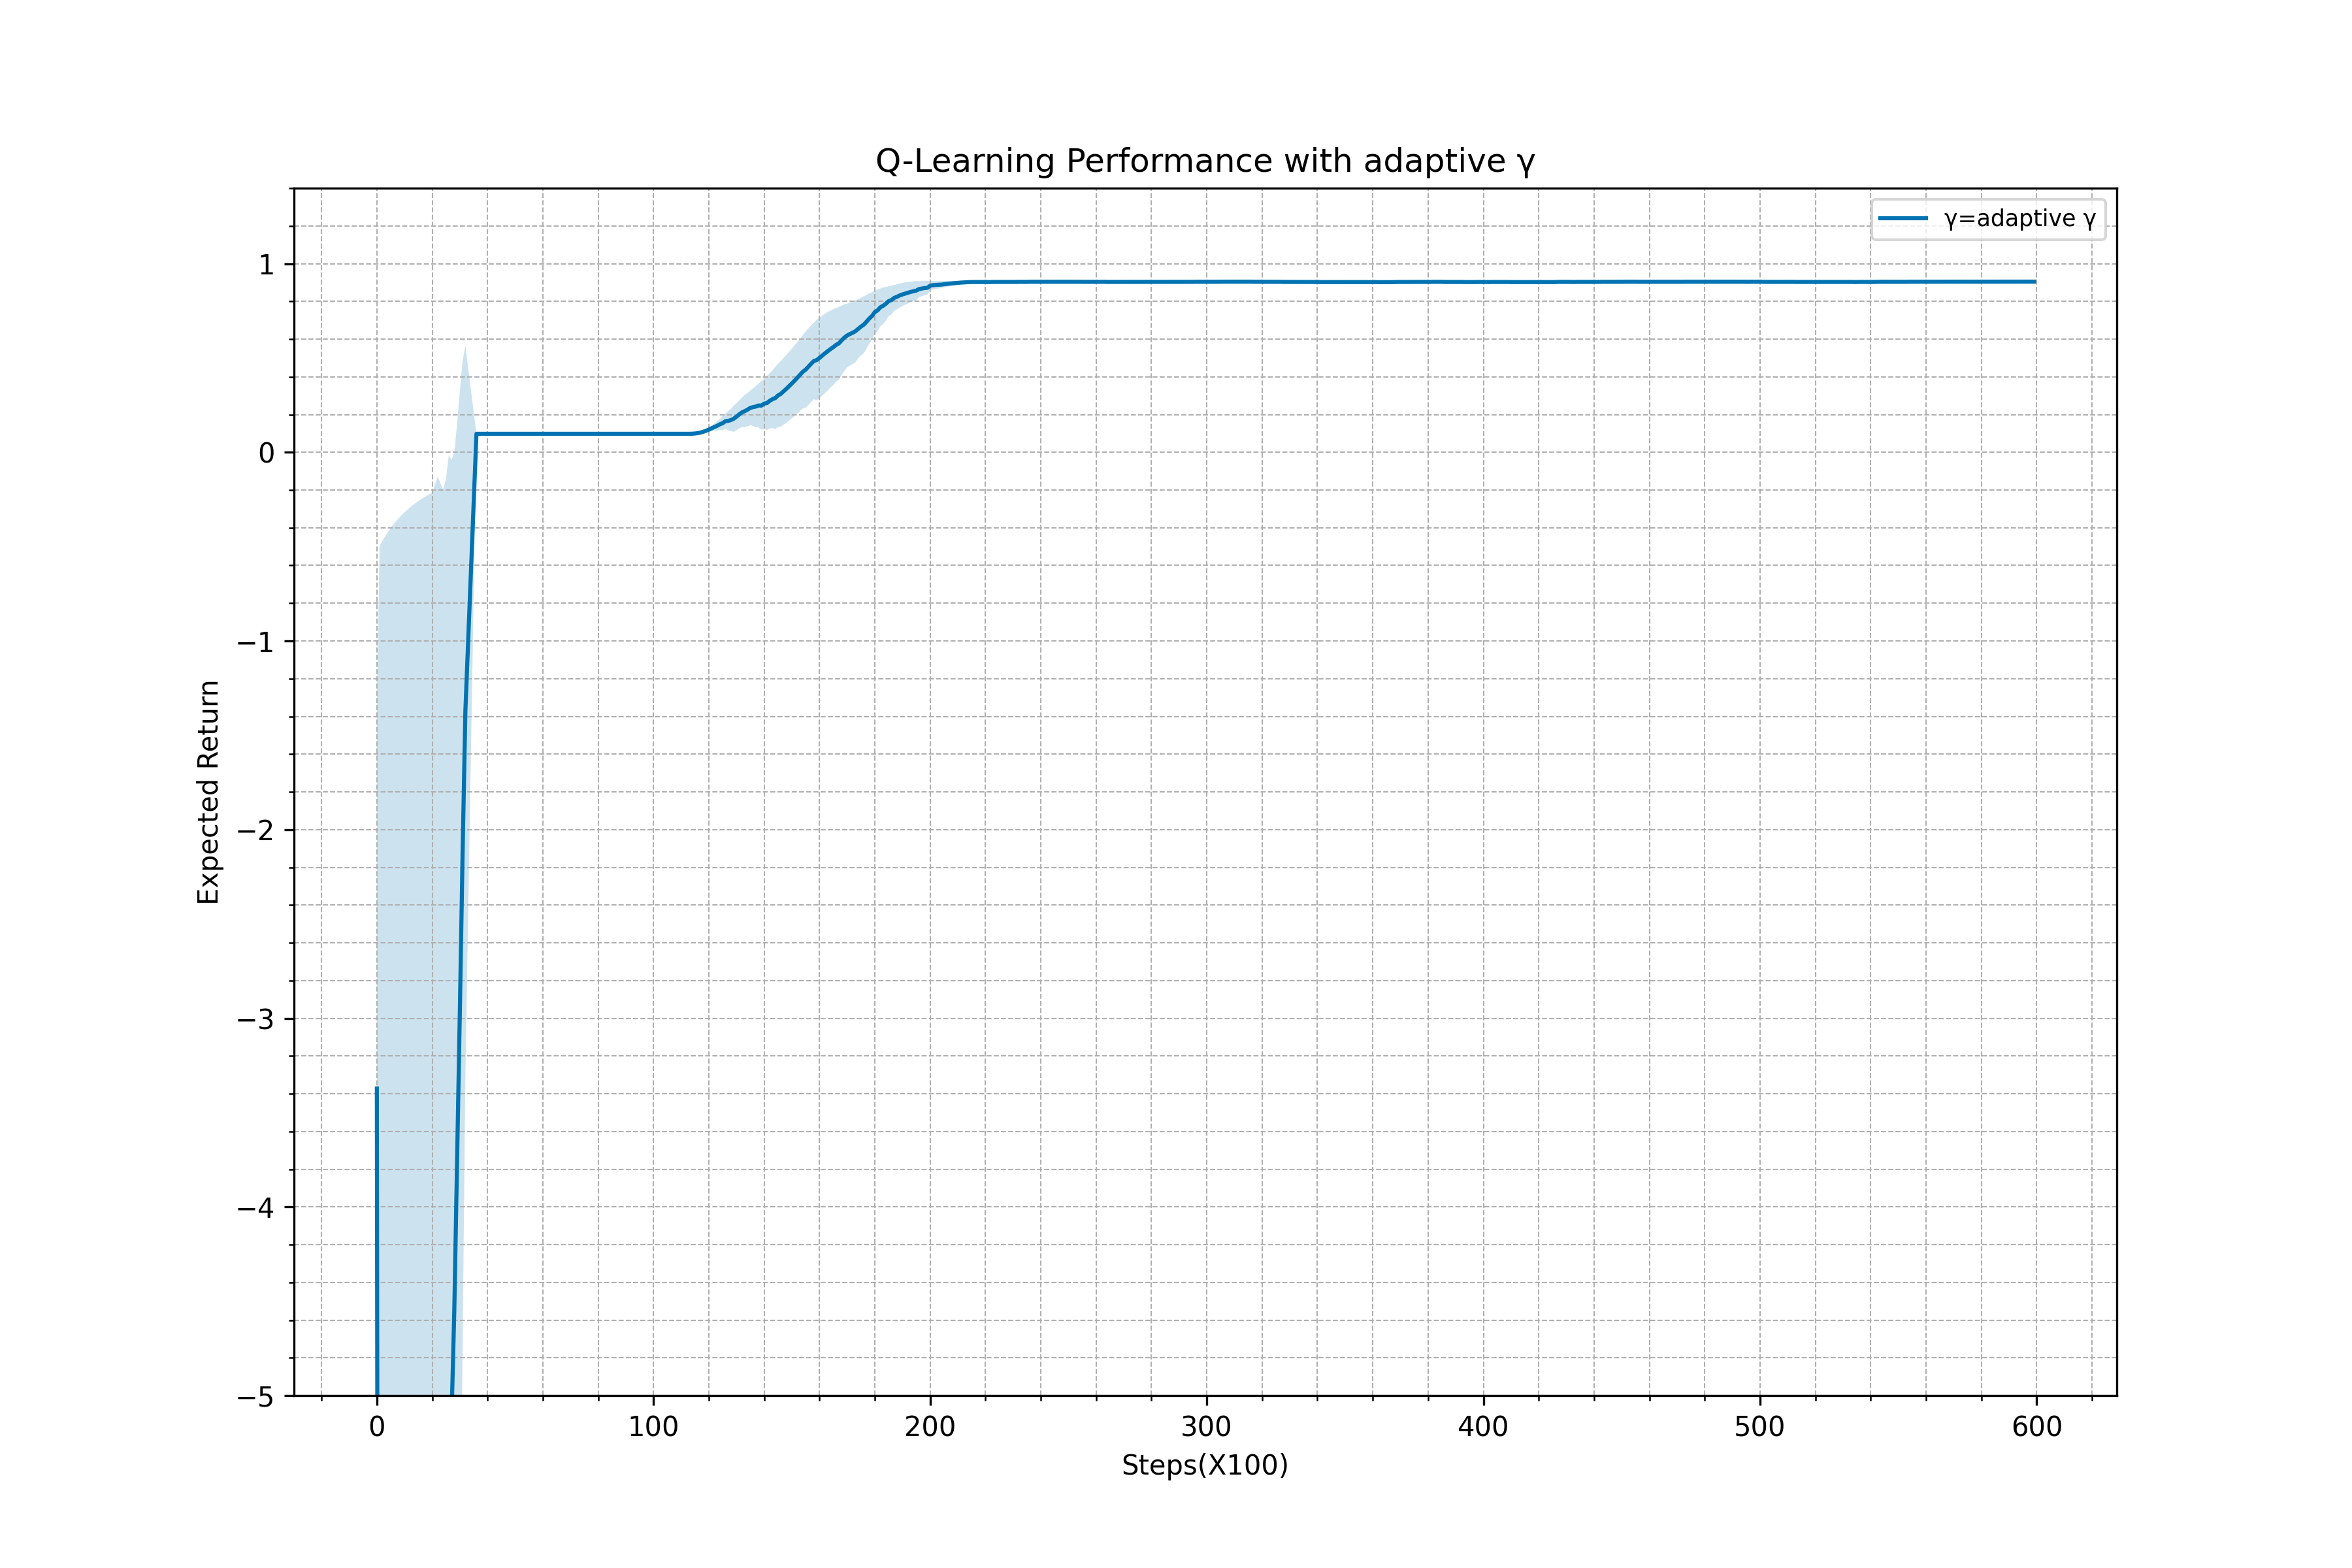 Q-Learning Performance with adaptive γ
γ=adaptive γ
Expected Return
1
0
−1
−2
−3
−4
−5
0 100 200 300 400 500 600
Steps(X100)